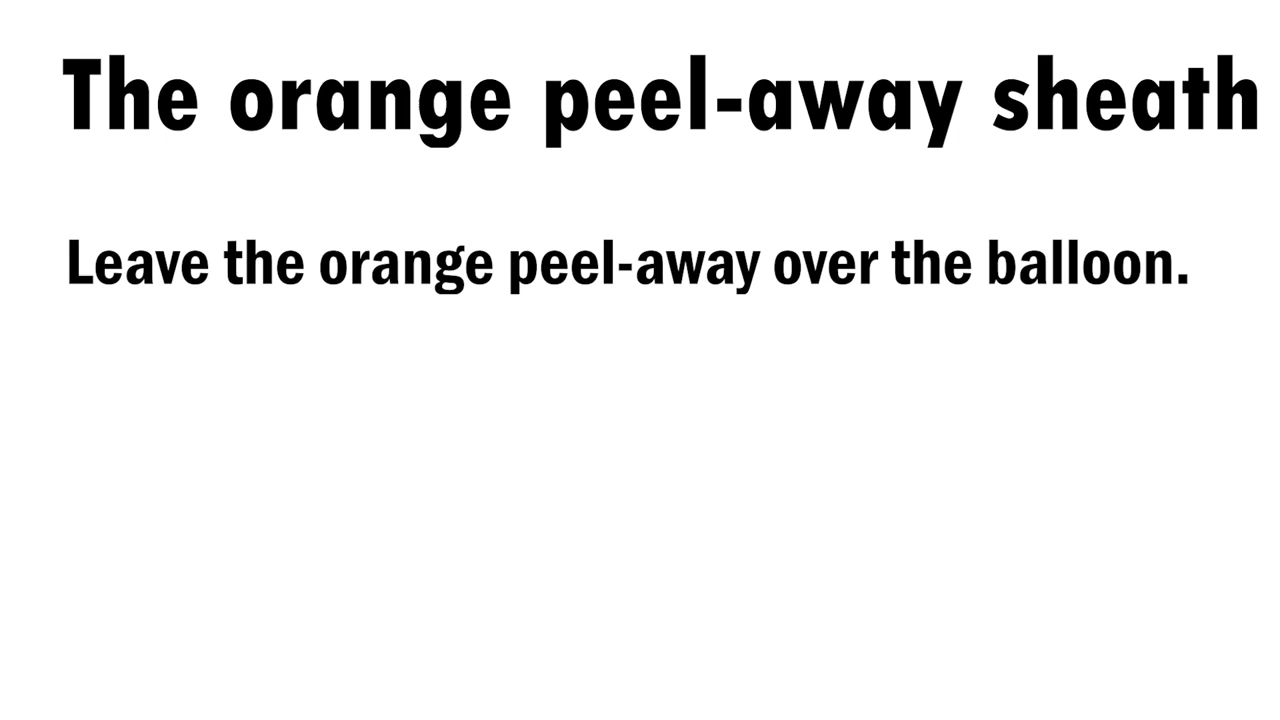 The orange peel-away sheath
Leave the orange peel-away over the balloon.